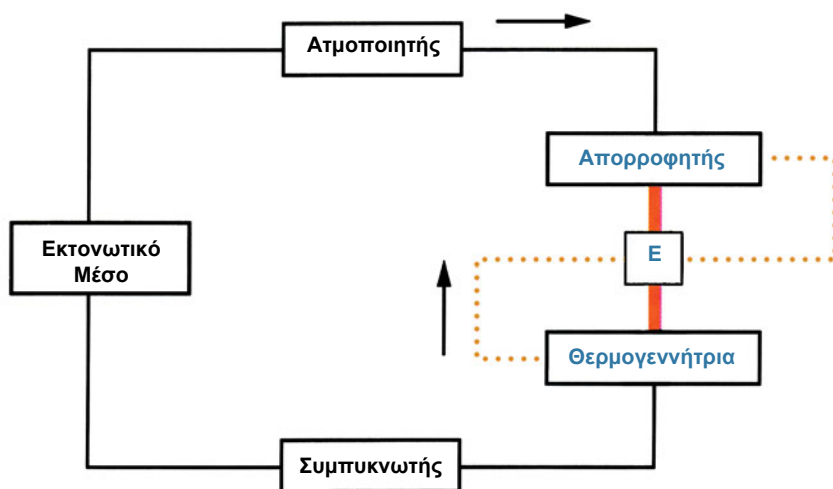 Ατμοποιητής
Απορροφητής
Εκτονωτικό
Μέσο
Ε
Θερμογεννήτρια
Συμπυκνωτής